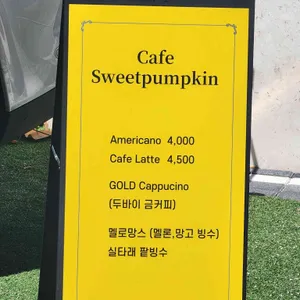 Cafe
Sweetpumpkin
Americano 4,000
Cafe Latte 4,500
GOLD Cappucino
(두바이 금커피)
멜로망스 (멜론,망고 빙수)
실타래 팥빙수